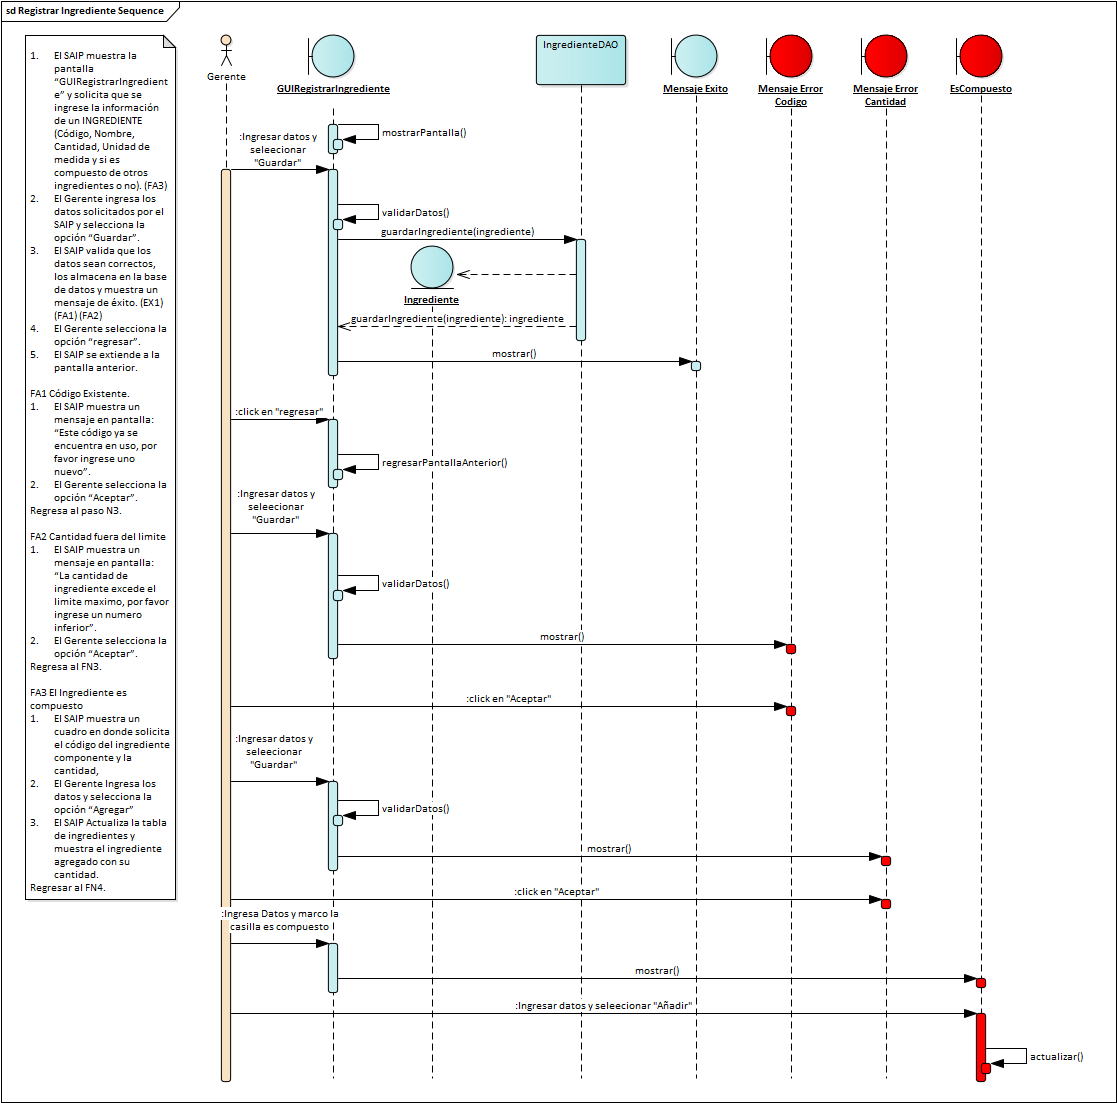 sd Registrar Ingrediente Sequence
1. El SAIP muestra la
pantalla
“GUIRegistrarIngredient
e” y solicita que se
ingrese la información
de un INGREDIENTE
(Código, Nombre,
Cantidad, Unidad de
medida y si es
compuesto de otros
ingredientes o no). (FA3)
2. El Gerente ingresa los
datos solicitados por el
SAIP y selecciona la
opción “Guardar”.
3. El SAIP valida que los
datos sean correctos,
los almacena en la base
de datos y muestra un
mensaje de éxito. (EX1)
(FA1) (FA2)
4. El Gerente selecciona la
opción “regresar”.
5. El SAIP se extiende a la
pantalla anterior.
FA1 Código Existente.
1. El SAIP muestra un
mensaje en pantalla:
“Este código ya se
encuentra en uso, por
favor ingrese uno
nuevo”.
2. El Gerente selecciona la
opción “Aceptar”.
Regresa al paso N3.
FA2 Cantidad fuera del limite
1. El SAIP muestra un
mensaje en pantalla:
“La cantidad de
ingrediente excede el
limite maximo, por favor
ingrese un numero
inferior”.
2. El Gerente selecciona la
opción “Aceptar”.
Regresa al FN3.
FA3 El Ingrediente es
compuesto
1. El SAIP muestra un
cuadro en donde solicita
el código del ingrediente
componente y la
cantidad,
2. El Gerente Ingresa los
datos y selecciona la
opción “Agregar”
3. El SAIP Actualiza la tabla
de ingredientes y
muestra el ingrediente
agregado con su
cantidad.
Regresar al FN4.
Gerente
GUIRegistrarIngrediente
IngredienteDAO
Mensaje Exito
Mensaje Error
Codigo
Mensaje Error
Cantidad
EsCompuesto
mostrarPantalla()
:Ingresar datos y
seleecionar
"Guardar"
validarDatos()
guardarIngrediente(ingrediente)
Ingrediente
guardarIngrediente(ingrediente): ingrediente
mostrar()
:click en "regresar"
regresarPantallaAnterior()
:Ingresar datos y
seleecionar
"Guardar"
validarDatos()
mostrar()
:click en "Aceptar"
:Ingresar datos y
seleecionar
"Guardar"
validarDatos()
mostrar()
:click en "Aceptar"
:Ingresa Datos y marco la
casilla es compuesto
mostrar()
:Ingresar datos y seleecionar "Añadir"
actualizar()